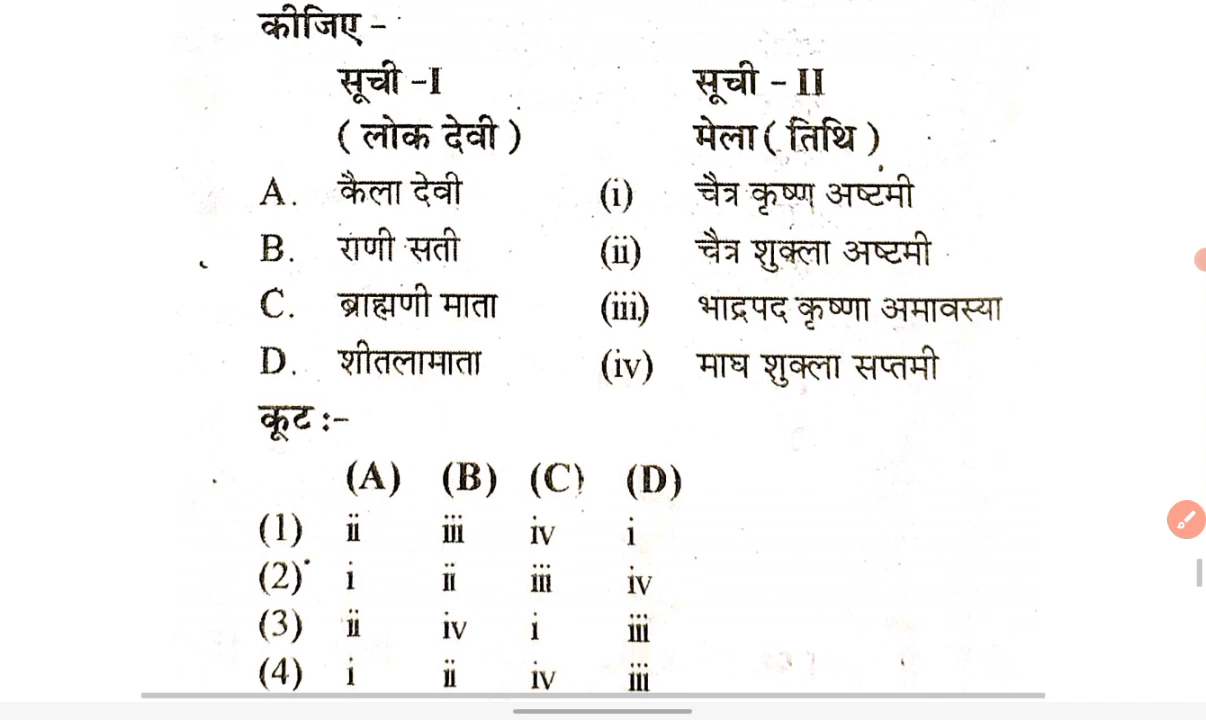 कीजिए -
सूची -I सूची - II
( लोक देवी ) मेला ( तिथि )
A. कैला देवी (i) चैत्र कृष्ण अष्टमी
B. राणी सती (ii) चैत्र शुक्ला अष्टमी
C. ब्राह्मणी माता (iii) भाद्रपद कृष्णा अमावस्या
D. शीतलामाता (iv) माघ शुक्ला सप्तमी
कूट :-
(A) (B) (C) (D)
(1) ii iii iv i
(2) i ii iii iv
(3) ii iv i iii
(4) i ii iv iii